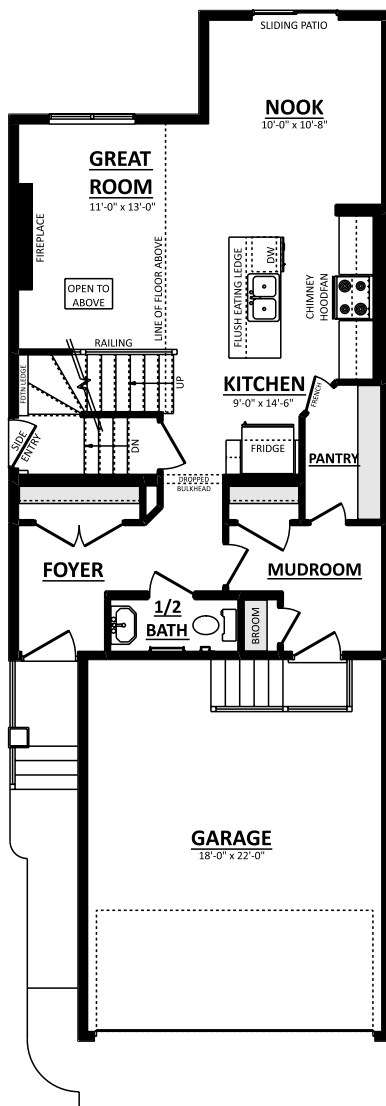 SLIDING PATIO
NOOK
10'-0" x 10'-8"
GREAT
ROOM
11'-0" x 13'-0"
FIREPLACE
LINE OF FLOOR ABOVE
OPEN TO
ABOVE
FLUSH EATING LEDGE
DW
CHIMNEY
HOODFAN
RAILING
FDTN LEDGE
UP
KITCHEN
9'-0" x 14'-6"
FRENCH
SIDE
ENTRY
DN
FRIDGE
PANTRY
DROPPED
BULKHEAD
FOYER
MUDROOM
1/2
BATH
BROOM
GARAGE
18'-0" x 22'-0"